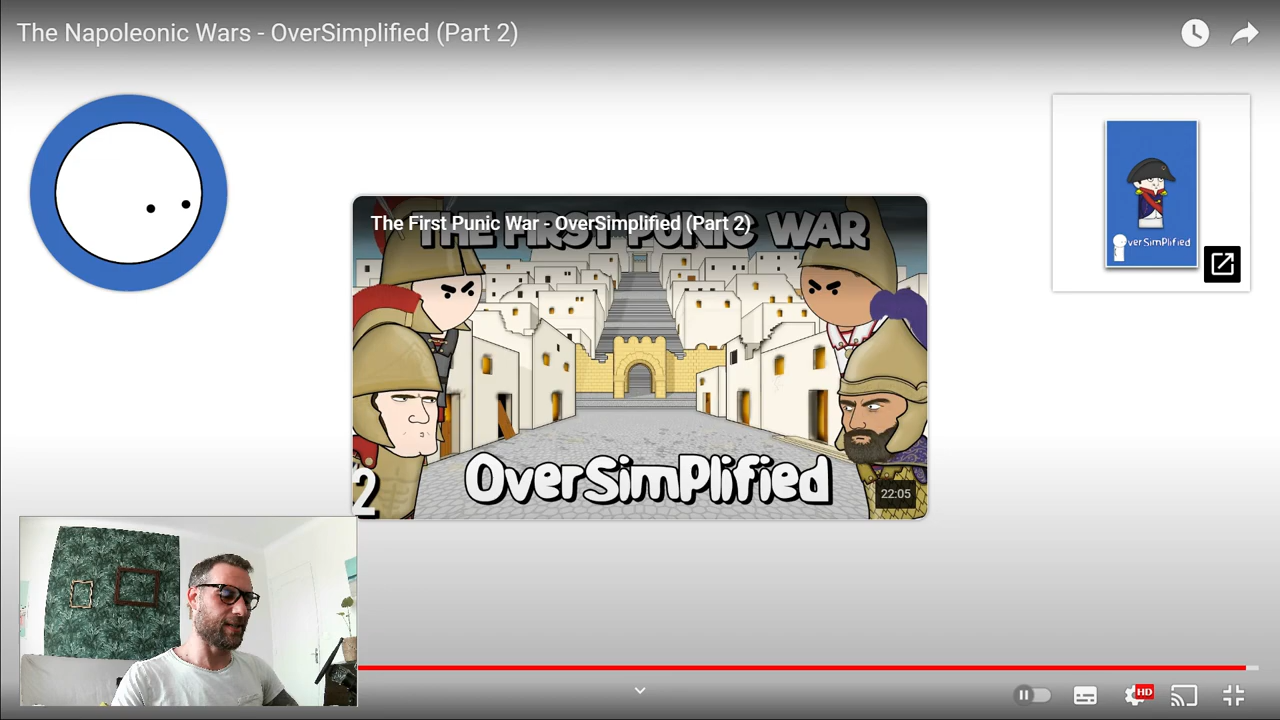 The Napoleonic Wars - OverSimplified (Part 2)
The First Punic War - OverSimplified (Part 2)
THE FIRST PUNIC WAR
OverSimplified
2
22:05
OverSimplified
HD